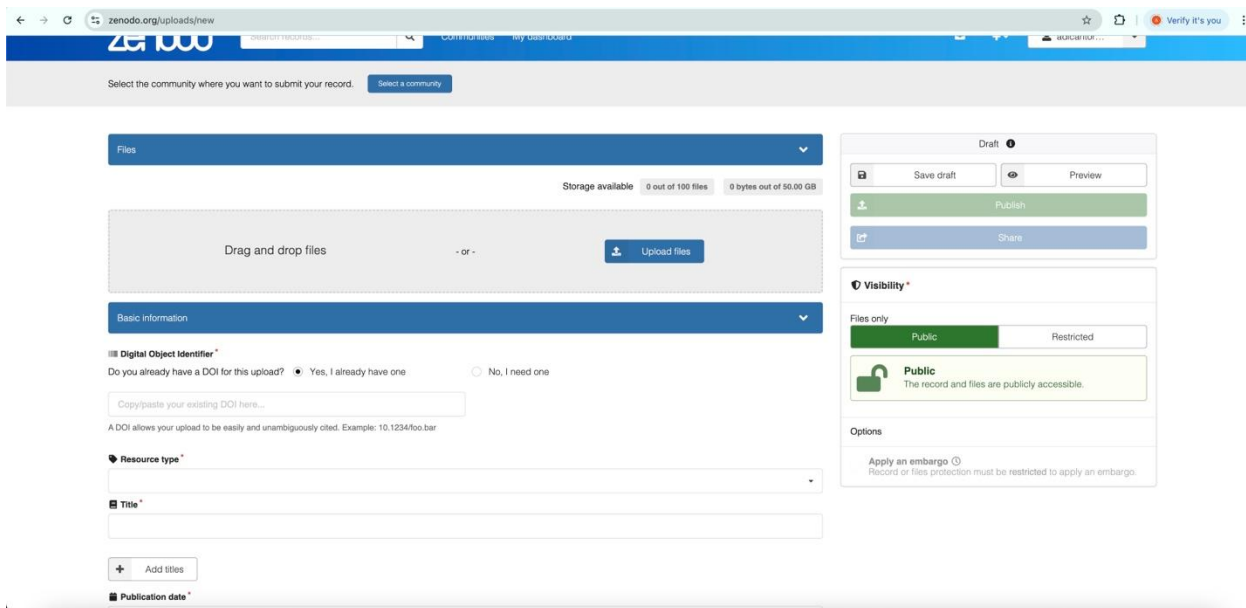 zenodo.org/uploads/new
Verify it's you
zenodo
Search records...
Communities
My dashboard
adicantor...
Select the community where you want to submit your record.
Select a community
Files
Storage available
0 out of 100 files
0 bytes out of 50.00 GB
Drag and drop files
- or -
Upload files
Basic information
Digital Object Identifier*
Do you already have a DOI for this upload?
Yes, I already have one
No, I need one
Copy/paste your existing DOI here...
A DOI allows your upload to be easily and unambiguously cited. Example: 10.1234/foo.bar
Resource type*
Title*
Add titles
Publication date*
Draft
Save draft
Preview
Publish
Share
Visibility*
Files only
Public
Restricted
Public
The record and files are publicly accessible.
Options
Apply an embargo
Record or files protection must be restricted to apply an embargo.